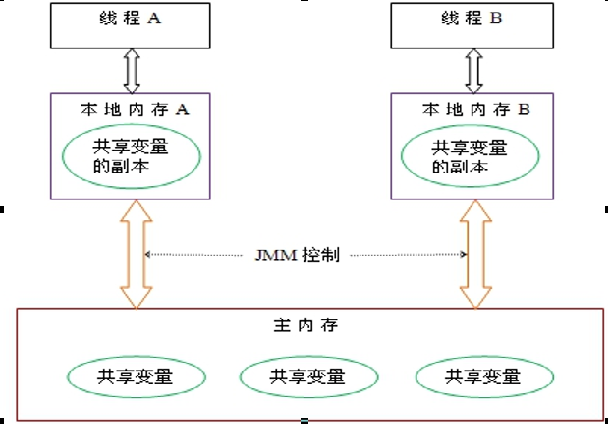 线程 A
线程 B
本地内存 A
共享变量
的副本
本地内存 B
共享变量
的副本
JMM 控制
主内存
共享变量
共享变量
共享变量